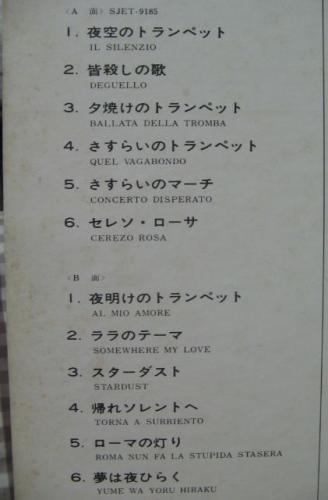 〈A 面〉SJET-9185
1. 夜空のトランペット
IL SILENZIO
2. 皆殺しの歌
DEGUELLO
3. 夕焼けのトランペット
BALLATA DELLA TROMBA
4. さすらいのトランペット
QUEL VAGABONDO
5. さすらいのマーチ
CONCERTO DISPERATO
6. セレソ・ローサ
CEREZO ROSA
〈B 面〉
1. 夜明けのトランペット
AL MIO AMORE
2. ララのテーマ
SOMEWHERE MY LOVE
3. スターダスト
STARDUST
4. 帰れソレントへ
TORNA A SURRIENTO
5. ローマの灯り
ROMA NUN FA LA STUPIDA STASERA
6. 夢は夜ひらく
YUME WA YORU HIRAKU